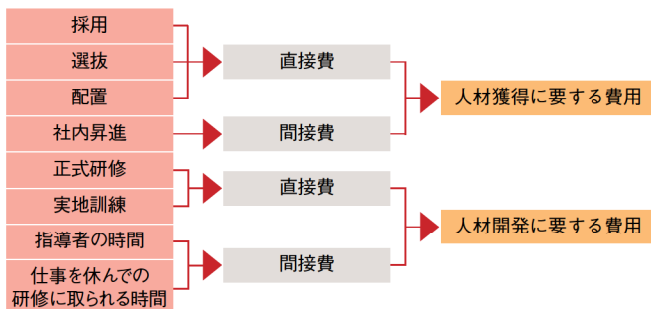 採用
選抜
配置
社内昇進
正式研修
実地訓練
指導者の時間
仕事を休んでの
研修に取られる時間
直接費
間接費
直接費
間接費
人材獲得に要する費用
人材開発に要する費用